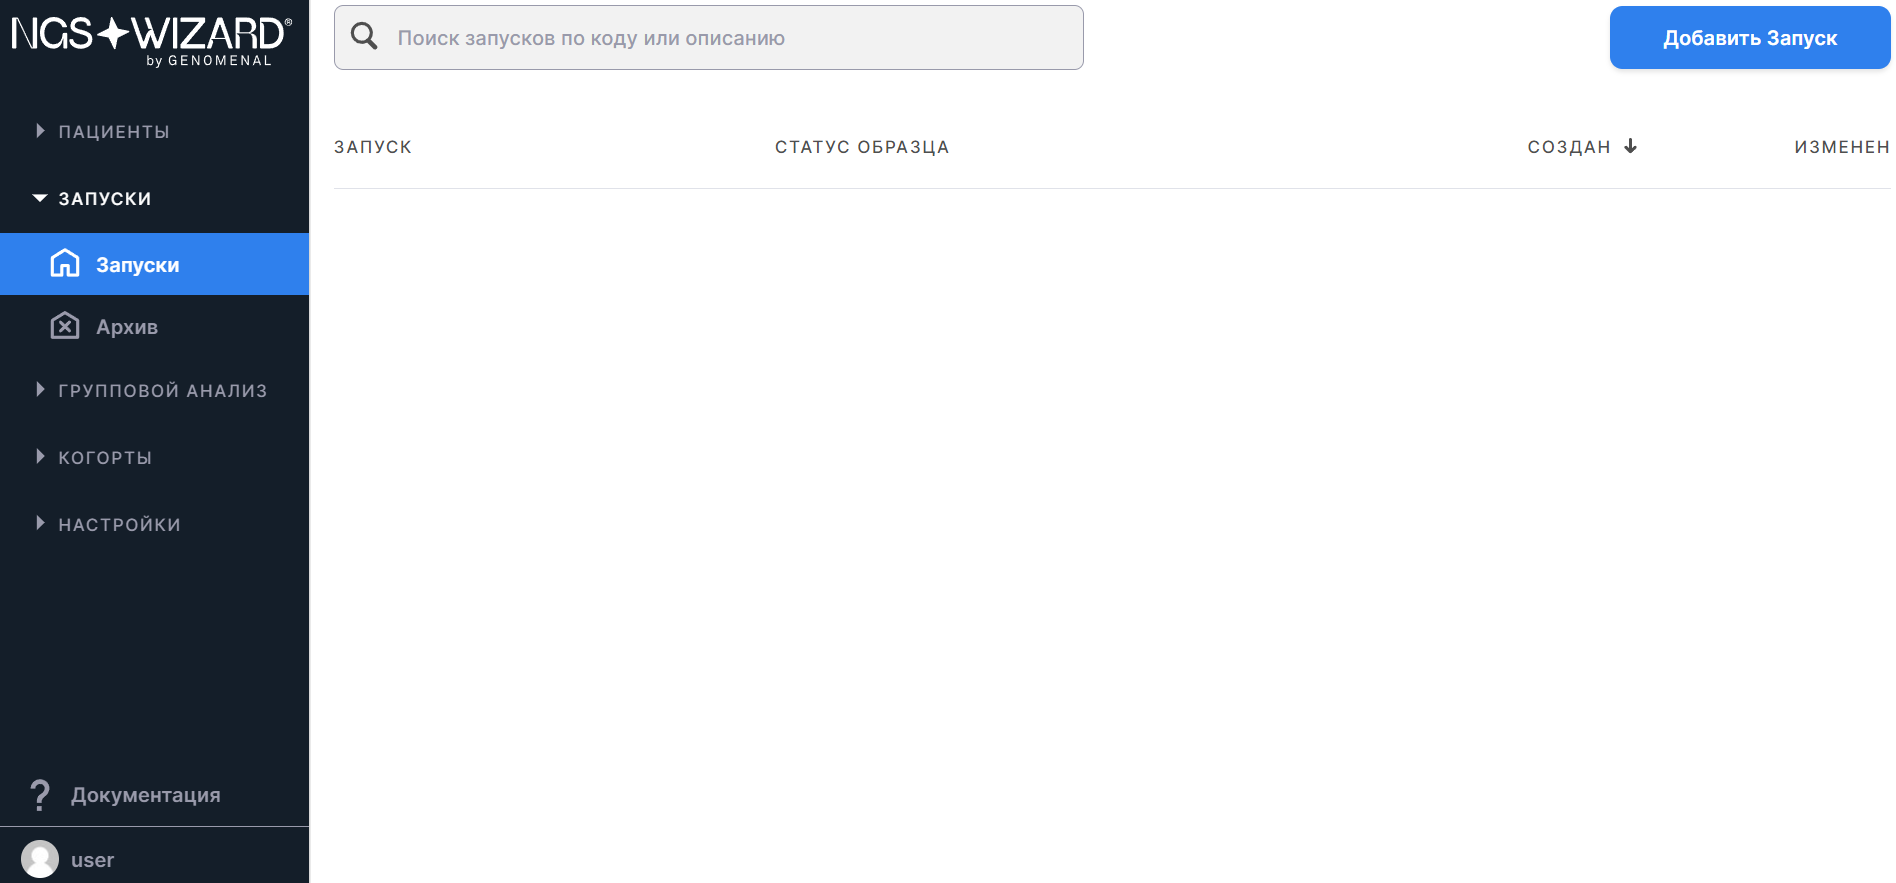 NGS WIZARD®
by GENOMENAL
ПАЦИЕНТЫ
ЗАПУСКИ
Запуски
Архив
ГРУППОВОЙ АНАЛИЗ
КОГОРТЫ
НАСТРОЙКИ
Документация
user
Поиск запусков по коду или описанию
Добавить Запуск
ЗАПУСК СТАТУС ОБРАЗЦА СОЗДАН ИЗМЕНЕН